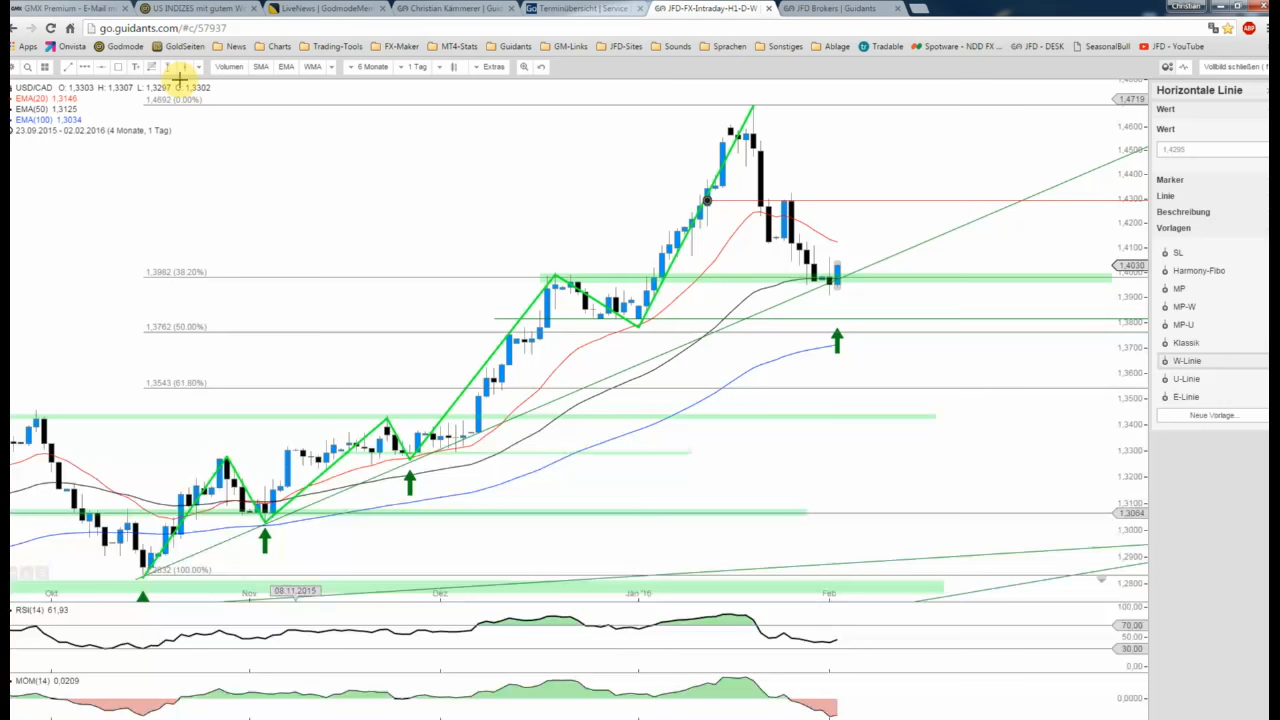 GMX Premium - E-Mail m
US INDIZES mit gutem W
LiveNews | GodmodeMem
Christian Kämmerer | Guid
Terminübersicht | Service
JFD-FX-Intraday-H1-D-W
JFD Brokers | Guidants
Christian
go.guidants.com/#c/57937
Apps Onvista Godmode GoldSeiten News Charts Trading-Tools FX-Maker MT4-Stats Guidants GM-Links JFD-Sites Sounds Sprachen Sonstiges Ablage Tradable Spotware - NDD FX ... JFD - DESK SeasonalBull JFD - YouTube
Volumen SMA EMA WMA 6 Monate 1 Tag Extras Vollbild schließen
USD/CAD O: 1,3303 H: 1,3307 L: 1,3297 C: 1,3302
EMA(20) 1,3146
EMA(50) 1,3125
EMA(100) 1,3034
23.09.2015 - 02.02.2016 (4 Monate, 1 Tag)
1,4692 (0.00%)
1,3982 (38.20%)
1,3762 (50.00%)
1,3543 (61.80%)
2832 (100.00%)
1,4719
1,4600
1,4500
1,4400
1,4300
1,4200
1,4100
1,4030
1,4000
1,3900
1,3800
1,3700
1,3600
1,3500
1,3400
1,3300
1,3200
1,3100
1,3064
1,3000
1,2900
1,2800
Okt Nov 08.11.2015 Dez Jän '16 Feb
RSI(14) 61,93
100,00
70,00
50,00
30,00
0,00
MOM(14) 0,0209
0,0000
Horizontale Linie
Wert
Wert
1,4295
Marker
Linie
Beschreibung
Vorlagen
SL
Harmony-Fibo
MP
MP-W
MP-U
Klassik
W-Linie
U-Linie
E-Linie
Neue Vorlage...